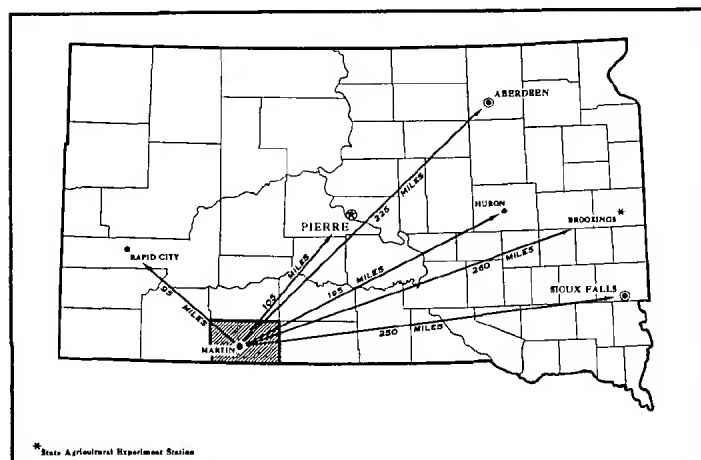 ABERDEEN
225 MILES
HURON
PIERRE
BROOKINGS*
RAPID CITY
105 MILES
195 MILES
260 MILES
SIOUX FALLS
95 MILES
250 MILES
MARTIN
*State Agricultural Experiment Station